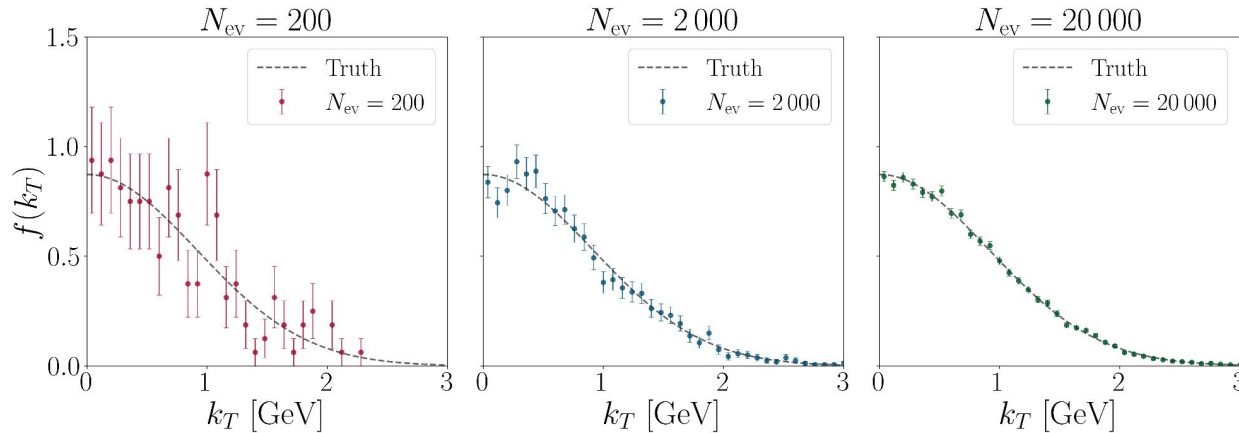 N_ev = 200
N_ev = 2 000
N_ev = 20 000
f(k_T)
1.5
1.0
0.5
0.0
Truth
N_ev = 200
0
1
2
3
k_T [GeV]
Truth
N_ev = 2 000
0
1
2
3
k_T [GeV]
Truth
N_ev = 20 000
0
1
2
3
k_T [GeV]